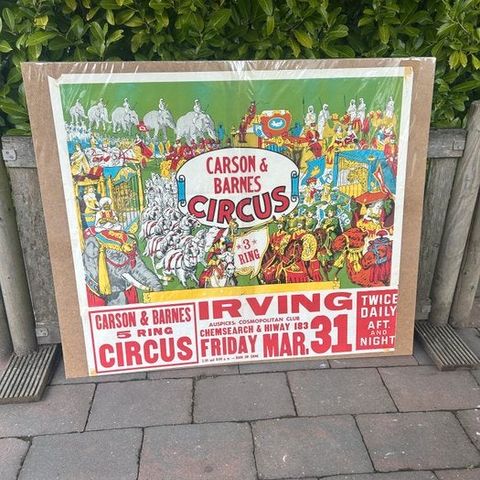 CARSON &
BARNES
CIRCUS
3
RING
CARSON & BARNES
5 RING
CIRCUS
IRVING
AUSPICES: COSMOPOLITAN CLUB
CHEMSEARCH & HIWAY 183
FRIDAY MAR. 31
TWICE
DAILY
AFT.
AND
NIGHT